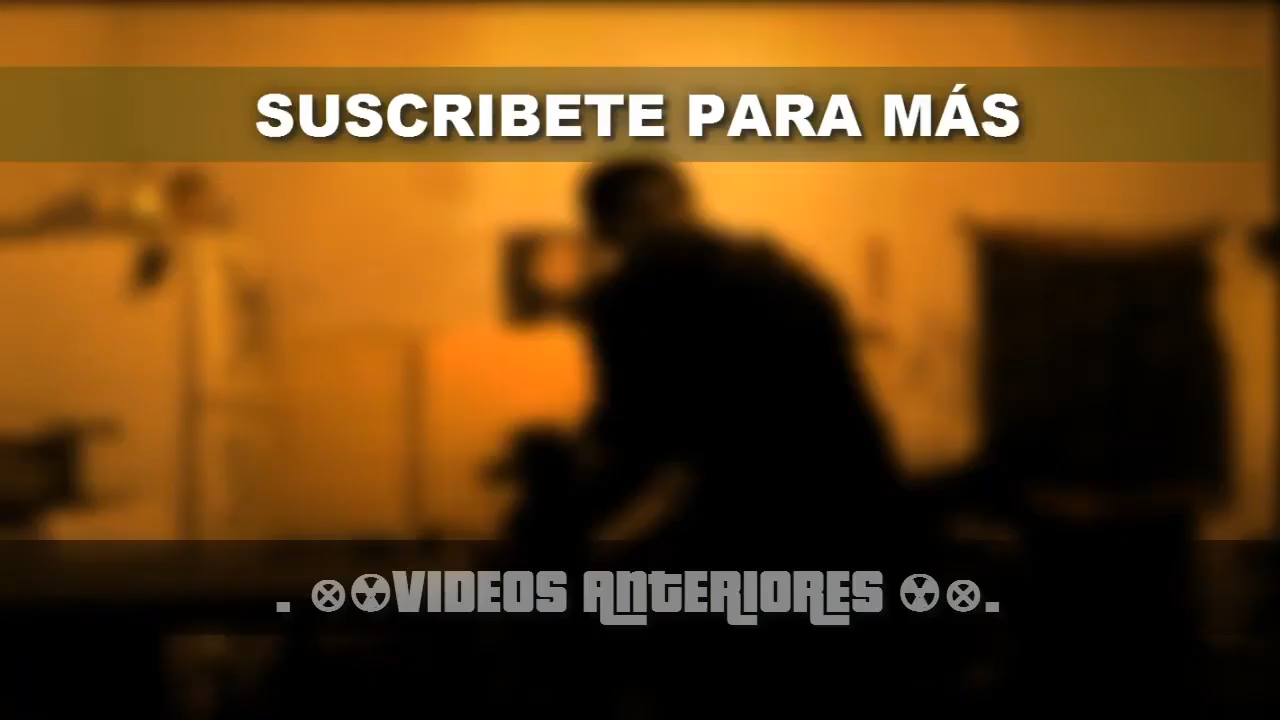 SUSCRIBETE PARA MÁS
. ⊗☢VIDEOS ANTERIORES ☢⊗.